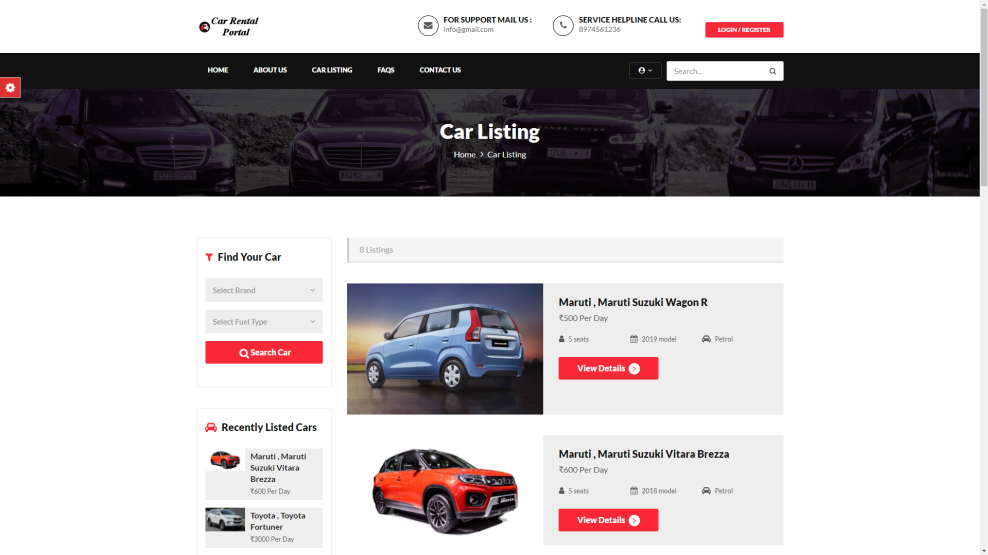 Car Rental
Portal
FOR SUPPORT MAIL US :
info@gmail.com
SERVICE HELPLINE CALL US:
8974561236
LOGIN / REGISTER
HOME
ABOUT US
CAR LISTING
FAQS
CONTACT US
Search...
Car Listing
Home > Car Listing
Find Your Car
Select Brand
Select Fuel Type
Search Car
8 Listings
Maruti , Maruti Suzuki Wagon R
₹500 Per Day
5 seats
2019 model
Petrol
View Details
Recently Listed Cars
Maruti , Maruti
Suzuki Vitara
Brezza
₹600 Per Day
Toyota , Toyota
Fortuner
₹3000 Per Day
Maruti , Maruti Suzuki Vitara Brezza
₹600 Per Day
5 seats
2018 model
Petrol
View Details